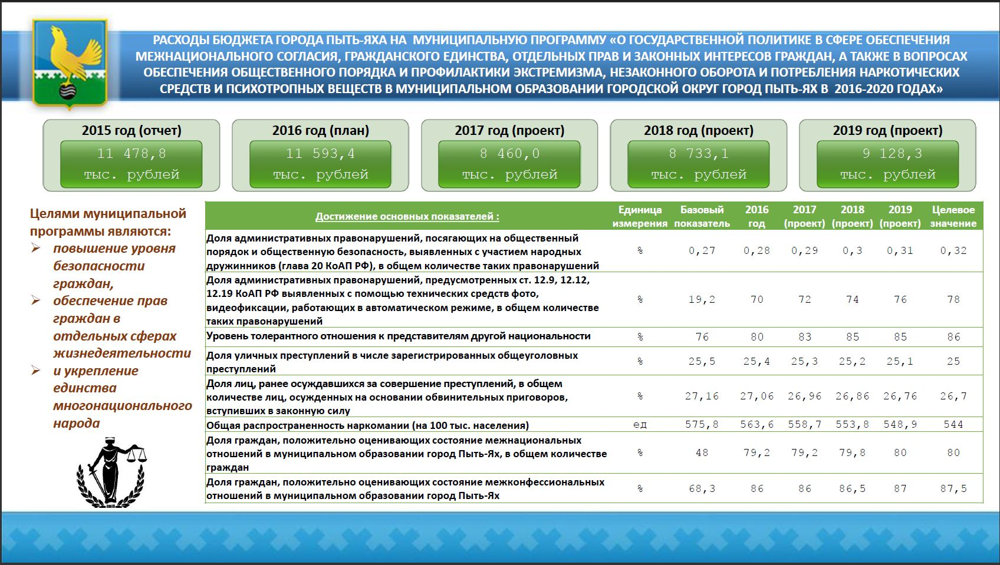 РАСХОДЫ БЮДЖЕТА ГОРОДА ПЫТЬ-ЯХА НА МУНИЦИПАЛЬНУЮ ПРОГРАММУ «О ГОСУДАРСТВЕННОЙ ПОЛИТИКЕ В СФЕРЕ ОБЕСПЕЧЕНИЯ
МЕЖНАЦИОНАЛЬНОГО СОГЛАСИЯ, ГРАЖДАНСКОГО ЕДИНСТВА, ОТДЕЛЬНЫХ ПРАВ И ЗАКОННЫХ ИНТЕРЕСОВ ГРАЖДАН, А ТАКЖЕ В ВОПРОСАХ
ОБЕСПЕЧЕНИЯ ОБЩЕСТВЕННОГО ПОРЯДКА И ПРОФИЛАКТИКИ ЭКСТРЕМИЗМА, НЕЗАКОННОГО ОБОРОТА И ПОТРЕБЛЕНИЯ НАРКОТИЧЕСКИХ
СРЕДСТВ И ПСИХОТРОПНЫХ ВЕЩЕСТВ В МУНИЦИПАЛЬНОМ ОБРАЗОВАНИИ ГОРОДСКОЙ ОКРУГ ГОРОД ПЫТЬ-ЯХ В 2016-2020 ГОДАХ»
2015 год (отчет)
11 478,8
тыс. рублей
2016 год (план)
11 593,4
тыс. рублей
2017 год (проект)
8 460,0
тыс. рублей
2018 год (проект)
8 733,1
тыс. рублей
2019 год (проект)
9 128,3
тыс. рублей
Целями муниципальной
программы являются:
повышение уровня
безопасности
граждан,
обеспечение прав
граждан в
отдельных сферах
жизнедеятельности
и укрепление
единства
многонационального
народа
Достижение основных показателей :
Единица
измерения
Базовый
показатель
2016
год
2017
(проект)
2018
(проект)
2019
(проект)
Целевое
значение
Доля административных правонарушений, посягающих на общественный
порядок и общественную безопасность, выявленных с участием народных
дружинников (глава 20 КоАП РФ), в общем количестве таких правонарушений
% 0,27 0,28 0,29 0,3 0,31 0,32
Доля административных правонарушений, предусмотренных ст. 12.9, 12.12,
12.19 КоАП РФ выявленных с помощью технических средств фото,
видеофиксации, работающих в автоматическом режиме, в общем количестве
таких правонарушений
% 19,2 70 72 74 76 78
Уровень толерантного отношения к представителям другой национальности
% 76 80 83 85 85 86
Доля уличных преступлений в числе зарегистрированных общеуголовных
преступлений
% 25,5 25,4 25,3 25,2 25,1 25
Доля лиц, ранее осуждавшихся за совершение преступлений, в общем
количестве лиц, осужденных на основании обвинительных приговоров,
вступивших в законную силу
% 27,16 27,06 26,96 26,86 26,76 26,7
Общая распространенность наркомании (на 100 тыс. населения)
ед 575,8 563,6 558,7 553,8 548,9 544
Доля граждан, положительно оценивающих состояние межнациональных
отношений в муниципальном образовании город Пыть-Ях, в общем количестве
граждан
% 48 79,2 79,2 79,8 80 80
Доля граждан, положительно оценивающих состояние межконфессиональных
отношений в муниципальном образовании город Пыть-Ях
% 68,3 86 86 86,5 87 87,5